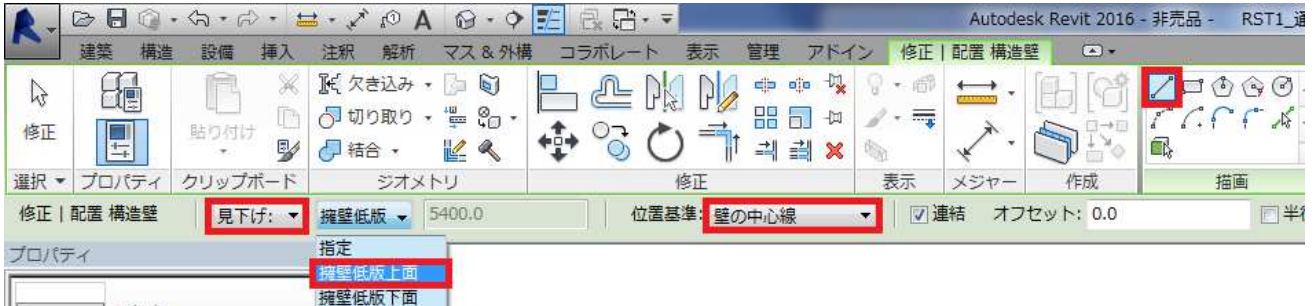 Autodesk Revit 2016 - 非売品 - RST1_通
建築 構造 設備 挿入 注釈 解析 マス & 外構 コラボレート 表示 管理 アドイン 修正 | 配置 構造壁
欠き込み
切り取り
修正 貼り付け
結合
選択 プロパティ クリップボード ジオメトリ 修正 表示 メジャー 作成 描画
修正 | 配置 構造壁 見下げ: 擁壁低版 5400.0 位置基準: 壁の中心線 連結 オフセット: 0.0 半径
プロパティ
指定
擁壁低版上面
擁壁低版下面